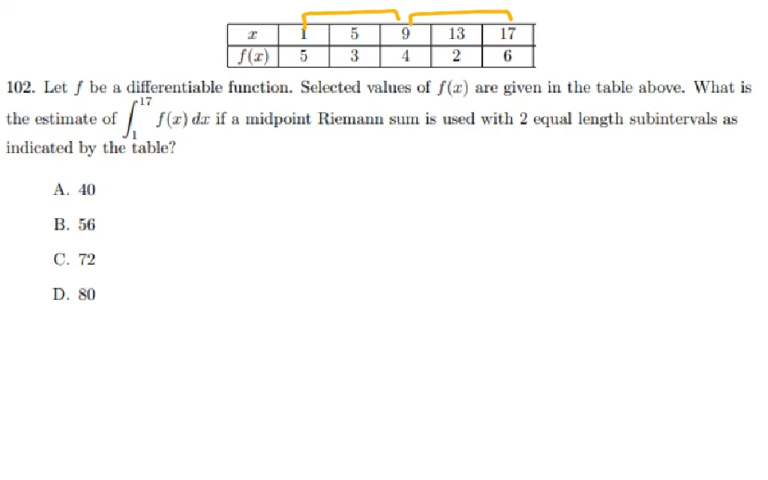 x 1 5 9 13 17
f(x) 5 3 4 2 6
102. Let f be a differentiable function. Selected values of f(x) are given in the table above. What is
the estimate of ∫₁¹⁷ f(x) dx if a midpoint Riemann sum is used with 2 equal length subintervals as
indicated by the table?
A. 40
B. 56
C. 72
D. 80